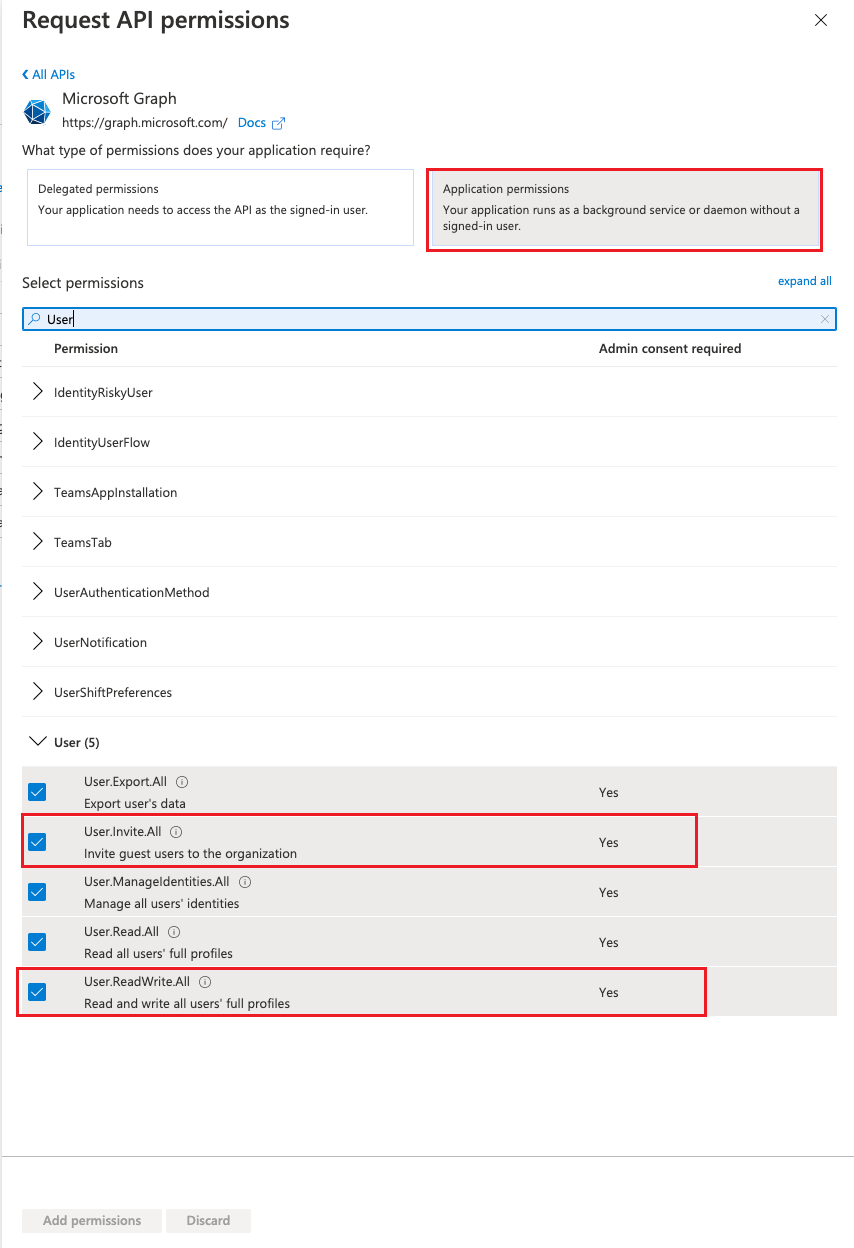 Request API permissions
All APIs
Microsoft Graph
https://graph.microsoft.com/ Docs
What type of permissions does your application require?
Delegated permissions
Your application needs to access the API as the signed-in user.
Application permissions
Your application runs as a background service or daemon without a
signed-in user.
Select permissions
expand all
User
Permission
Admin consent required
IdentityRiskyUser
IdentityUserFlow
TeamsAppInstallation
TeamsTab
UserAuthenticationMethod
UserNotification
UserShiftPreferences
User (5)
User.Export.All
Export user's data
Yes
User.Invite.All
Invite guest users to the organization
Yes
User.ManageIdentities.All
Manage all users' identities
Yes
User.Read.All
Read all users' full profiles
Yes
User.ReadWrite.All
Read and write all users' full profiles
Yes
Add permissions
Discard